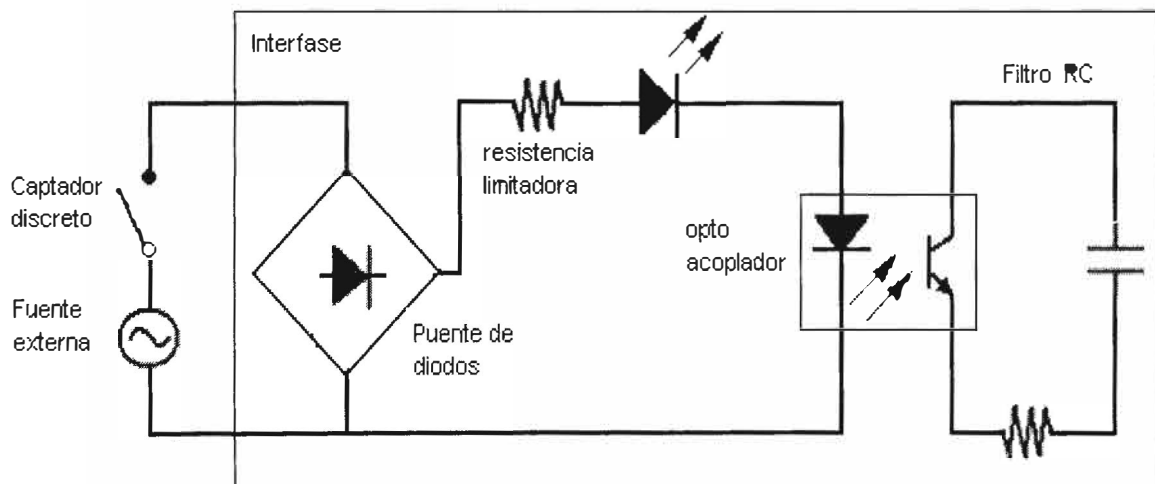 Interfase
Filtro RC
resistencia
limitadora
Captador
discreto
opto
acoplador
Fuente
externa
Puente de
diodos